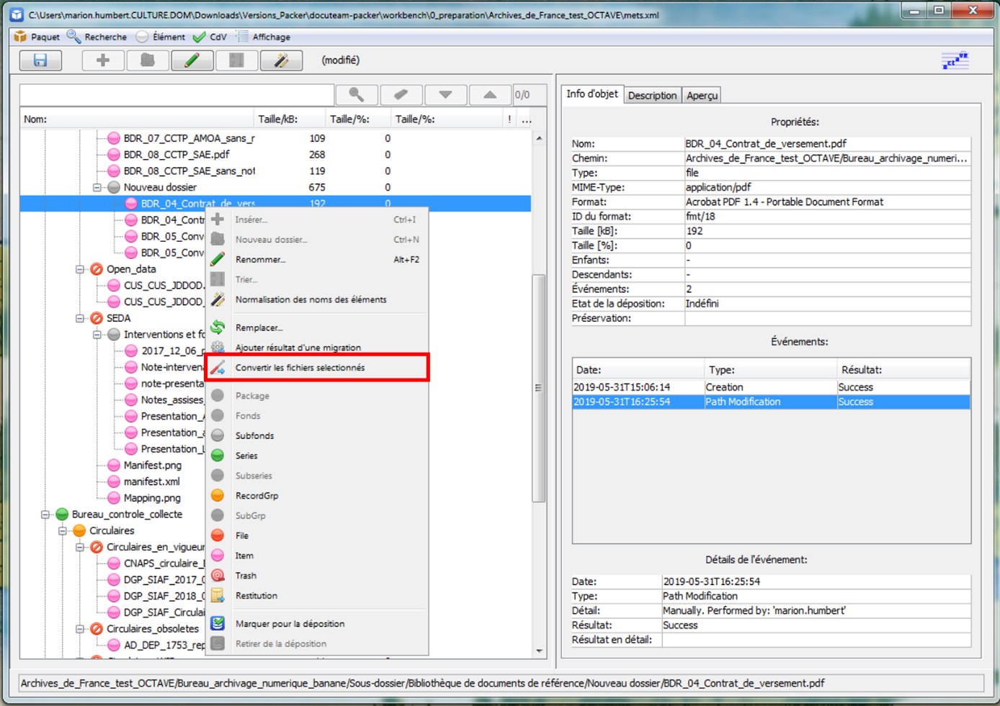 C:\Users\marion.humbert.CULTURE.DOM\Downloads\Versions_Packer\docuteam-packer\workbench\0_preparation\Archives_de_France_test_OCTAVE\mets.xml
Paquet Recherche Élément CdV Affichage
(modifié)
0/0
Nom: Taille/kB: Taille/%: Taille/%: ! ...
BDR_07_CCTP_AMOA_sans_r 109 0
BDR_08_CCTP_SAE.pdf 268 0
BDR_08_CCTP_SAE_sans_not 119 0
Nouveau dossier 675 0
BDR_04_Contrat_de_vers 192 0
BDR_04_Contr
BDR_05_Conv
BDR_05_Conv
Open_data
CUS_CUS_JDDOD.
CUS_CUS_JDDOD_
SEDA
Interventions et fo
2017_12_06_p
Note-intervena
note-presenta
Notes_assises_
Presentation_A
Presentation_a
Presentation_L
Manifest.png
manifest.xml
Mapping.png
Bureau_controle_collecte
Circulaires
Circulaires_en_vigueur
CNAPS_circulaire_
DGP_SIAF_2017_0
DGP_SIAF_2018_0
DGP_SIAF_Circulai
Circulaires_obsoletes
AD_DEP_1753_rep
Insérer... Ctrl+I
Nouveau dossier... Ctrl+N
Renommer... Alt+F2
Trier...
Normalisation des noms des éléments
Remplacer...
Ajouter résultat d'une migration
Convertir les fichiers selectionnés
Package
Fonds
Subfonds
Series
Subseries
RecordGrp
SubGrp
File
Item
Trash
Restitution
Marquer pour la déposition
Retirer de la déposition
Info d'objet Description Aperçu
Propriétés:
Nom: BDR_04_Contrat_de_versement.pdf
Chemin: Archives_de_France_test_OCTAVE/Bureau_archivage_numeri...
Type: file
MIME-Type: application/pdf
Format: Acrobat PDF 1.4 - Portable Document Format
ID du format: fmt/18
Taille [kB]: 192
Taille [%]: 0
Enfants: -
Descendants: -
Événements: 2
Etat de la déposition: Indéfini
Préservation:
Événements:
Date: Type: Résultat:
2019-05-31T15:06:14 Creation Success
2019-05-31T16:25:54 Path Modification Success
Détails de l'événement:
Date: 2019-05-31T16:25:54
Type: Path Modification
Détail: Manually. Performed by: 'marion.humbert'
Résultat: Success
Résultat en détail:
Archives_de_France_test_OCTAVE/Bureau_archivage_numerique_banane/Sous-dossier/Bibliothèque de documents de référence/Nouveau dossier/BDR_04_Contrat_de_versement.pdf